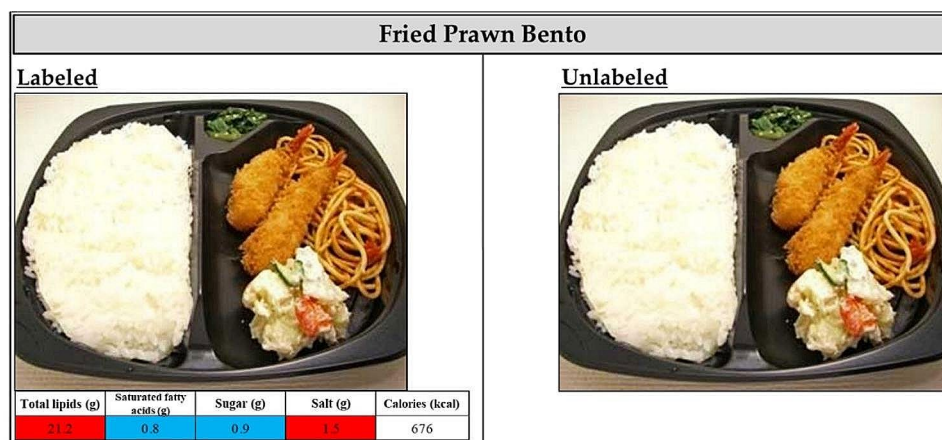 Fried Prawn Bento
Labeled
Unlabeled
Total lipids (g) Saturated fatty acids (g) Sugar (g) Salt (g) Calories (kcal)
21.2 0.8 0.9 1.5 676